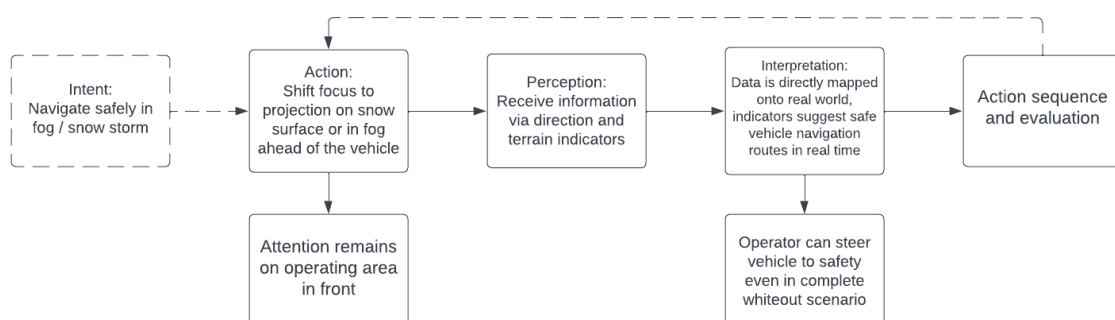 Intent:
Navigate safely in
fog / snow storm
Action:
Shift focus to
projection on snow
surface or in fog
ahead of the vehicle
Perception:
Receive information
via direction and
terrain indicators
Interpretation:
Data is directly mapped
onto real world,
indicators suggest safe
vehicle navigation
routes in real time
Action sequence
and evaluation
Attention remains
on operating area
in front
Operator can steer
vehicle to safety
even in complete
whiteout scenario